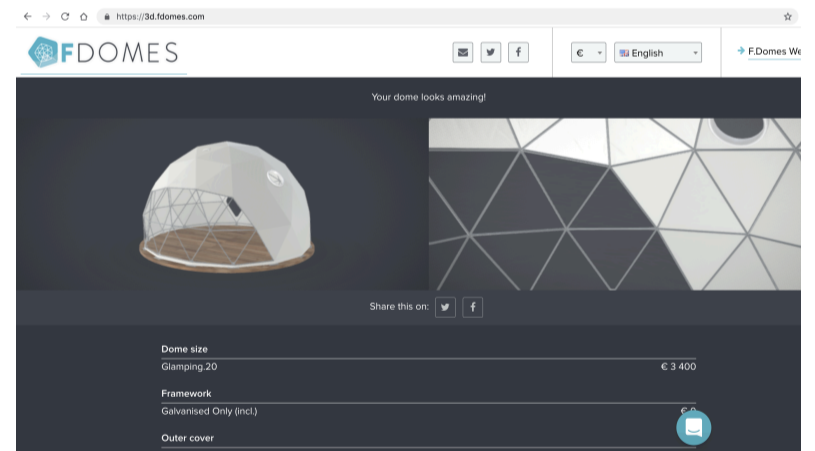 https://3d.fdomes.com
FDOMES
€
English
F.Domes We
Your dome looks amazing!
Share this on:
Dome size
Glamping.20
€ 3 400
Framework
Galvanised Only (incl.)
€ 0
Outer cover